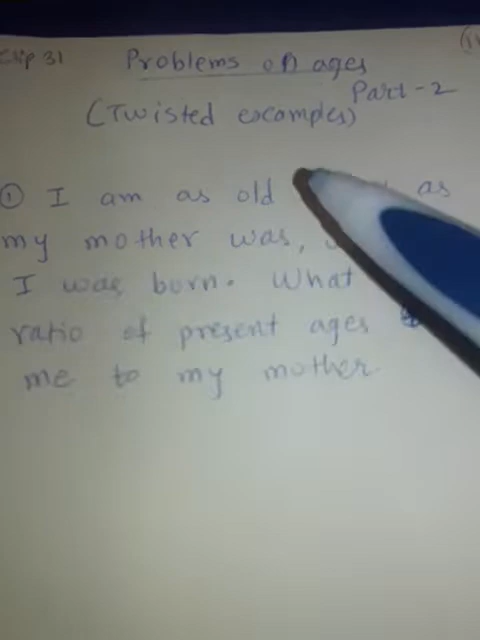 Clip 31
Problems on ages
Part-2
(Twisted examples)
① I am as old as
my mother was,
I was born. What
ratio of present ages
me to my mother